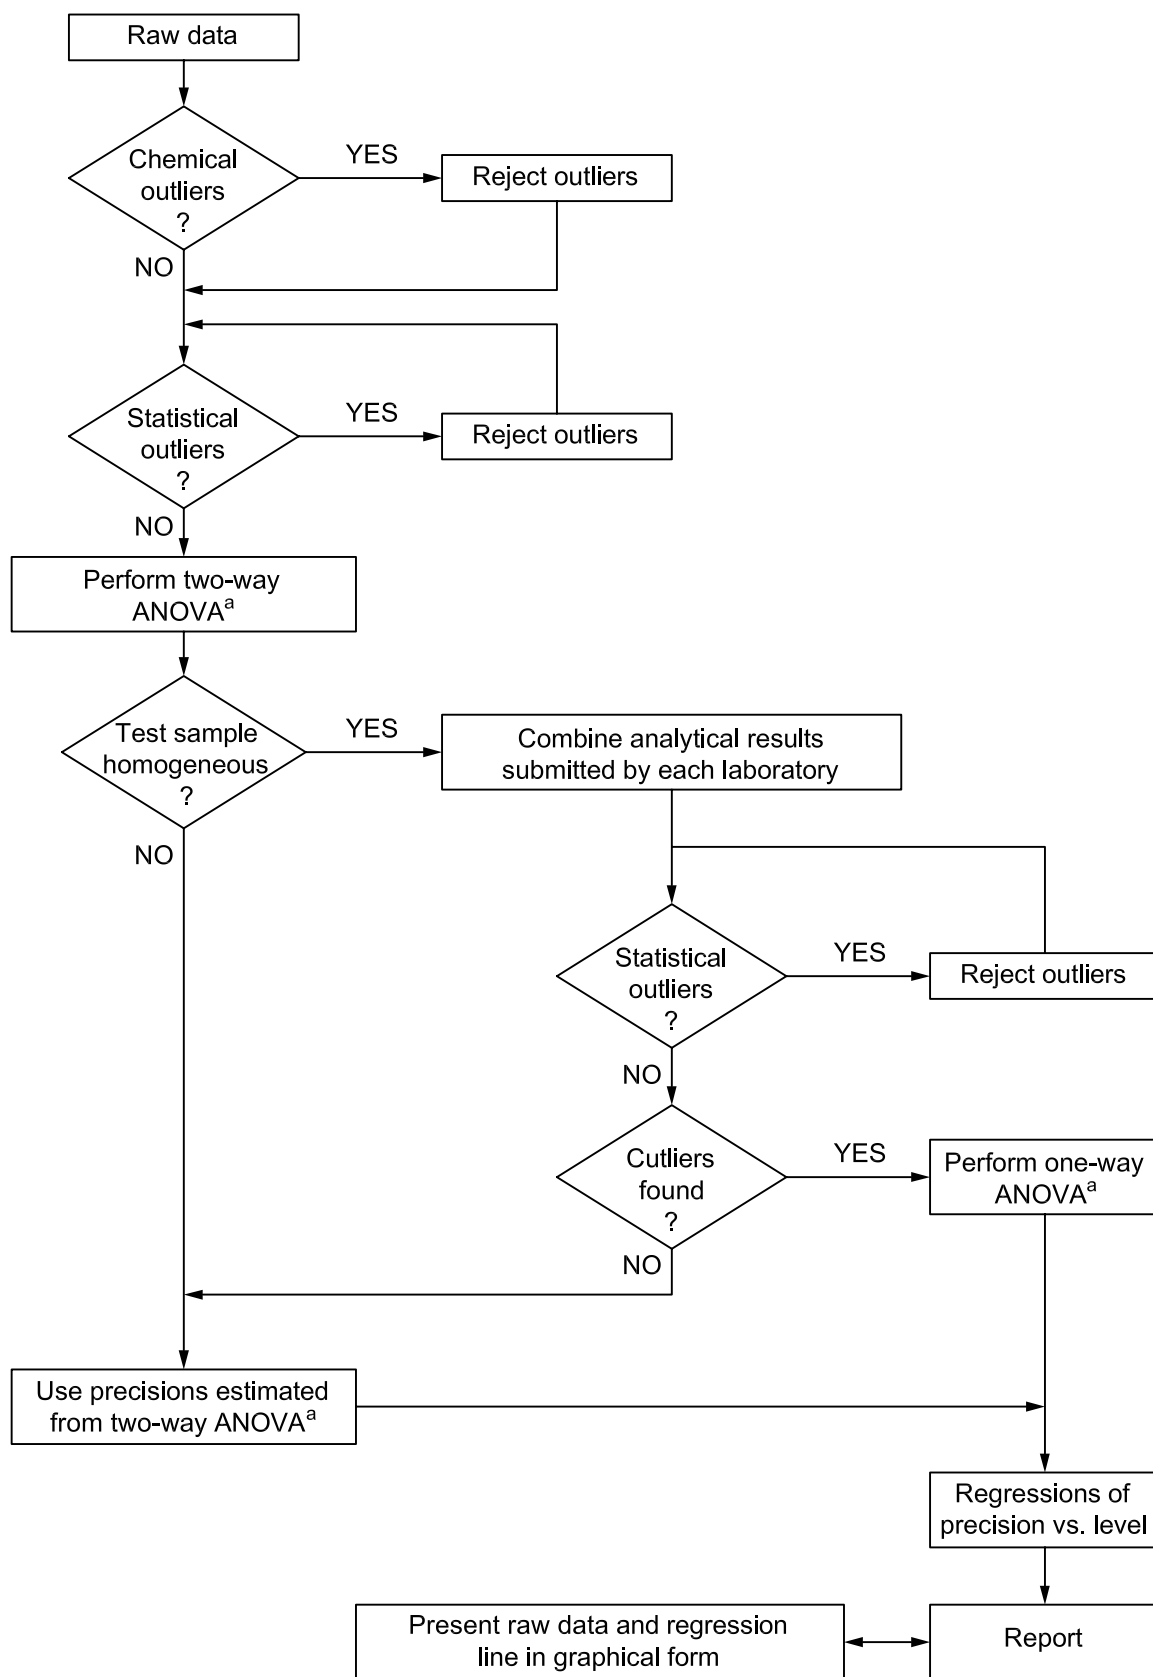 Raw data
Chemical
outliers
?
YES
Reject outliers
NO
Statistical
outliers
?
YES
Reject outliers
NO
Perform two-way
ANOVAᵃ
Test sample
homogeneous
?
YES
Combine analytical results
submitted by each laboratory
NO
Statistical
outliers
?
YES
Reject outliers
NO
Cutliers
found
?
YES
Perform one-way
ANOVAᵃ
NO
Use precisions estimated
from two-way ANOVAᵃ
Regressions of
precision vs. level
Present raw data and regression
line in graphical form
Report